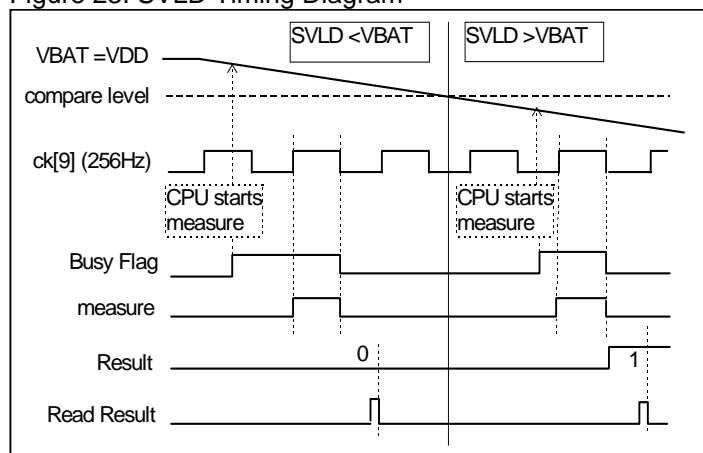 Figure 23. SVLD Timing Diagram
SVLD <VBAT
SVLD >VBAT
VBAT =VDD
compare level
ck[9] (256Hz)
CPU starts
measure
CPU starts
measure
Busy Flag
measure
Result
0
1
Read Result